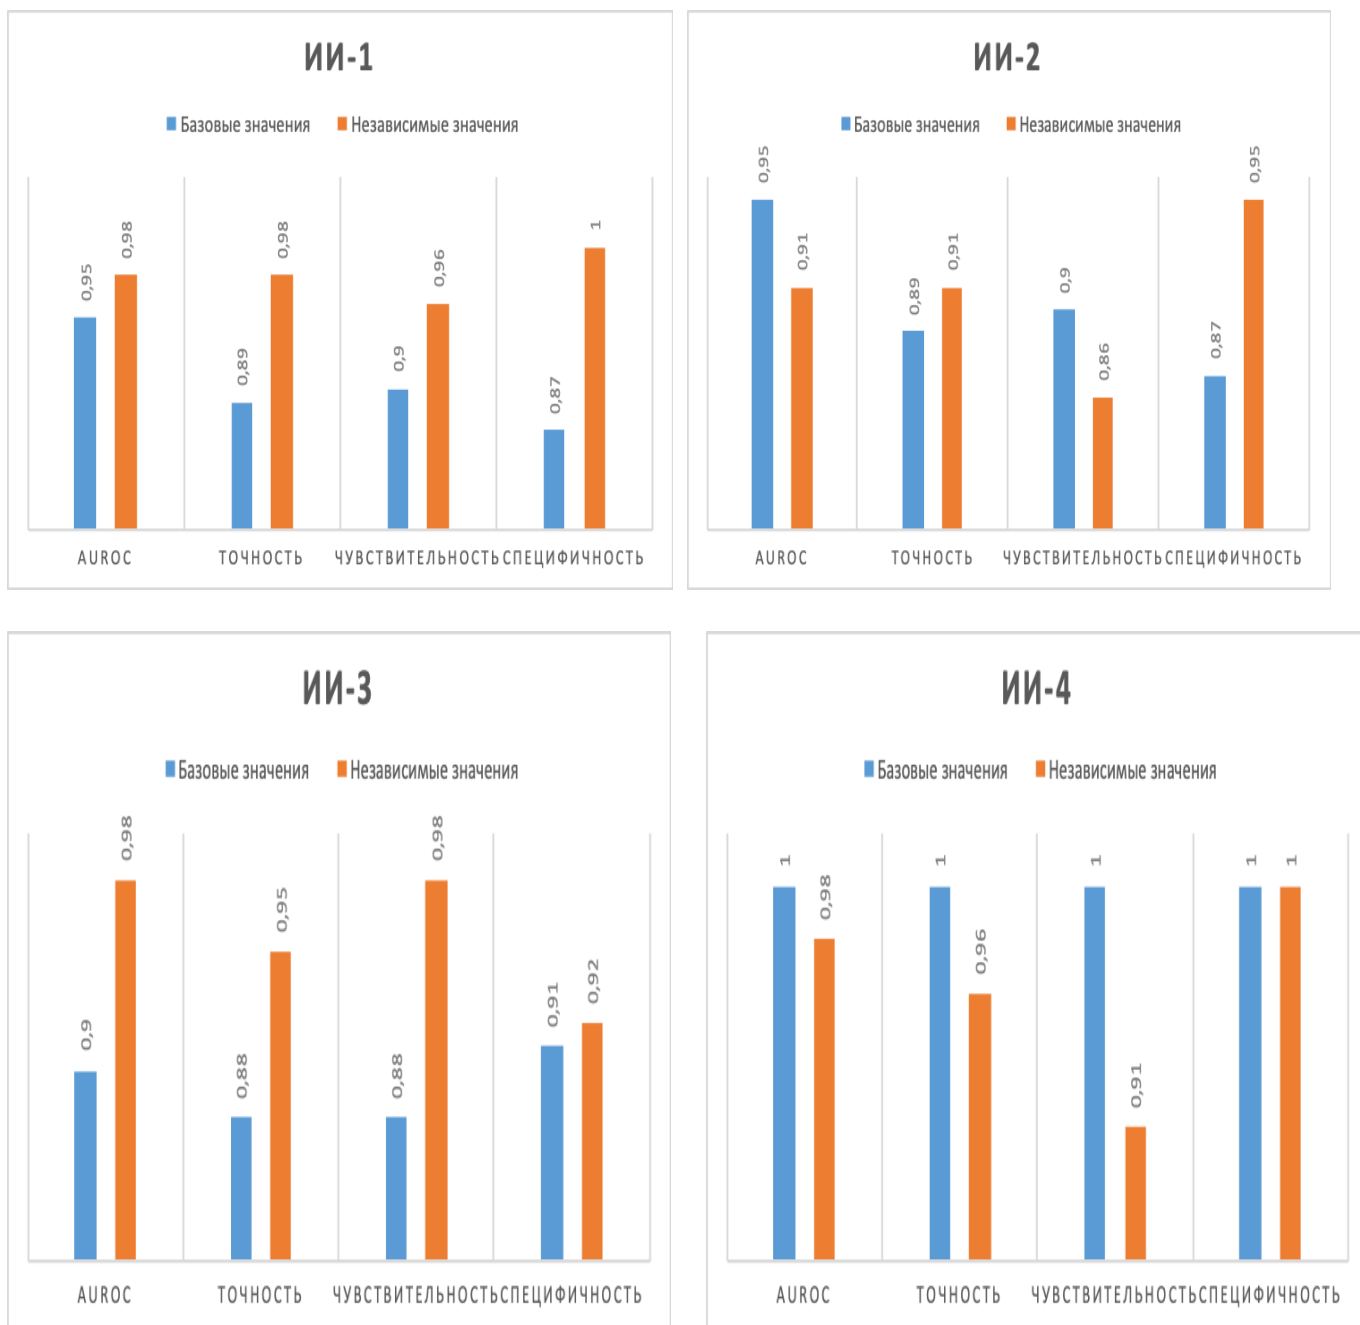 ИИ-1
Базовые значения Независимые значения
0,95 0,98 0,89 0,98 0,9 0,96 0,87 1
AUROC ТОЧНОСТЬ ЧУВСТВИТЕЛЬНОСТЬ СПЕЦИФИЧНОСТЬ
ИИ-2
Базовые значения Независимые значения
0,95 0,91 0,89 0,91 0,9 0,86 0,87 0,95
AUROC ТОЧНОСТЬ ЧУВСТВИТЕЛЬНОСТЬ СПЕЦИФИЧНОСТЬ
ИИ-3
Базовые значения Независимые значения
0,9 0,98 0,88 0,95 0,88 0,98 0,91 0,92
AUROC ТОЧНОСТЬ ЧУВСТВИТЕЛЬНОСТЬ СПЕЦИФИЧНОСТЬ
ИИ-4
Базовые значения Независимые значения
1 0,98 1 0,96 1 0,91 1 1
AUROC ТОЧНОСТЬ ЧУВСТВИТЕЛЬНОСТЬ СПЕЦИФИЧНОСТЬ